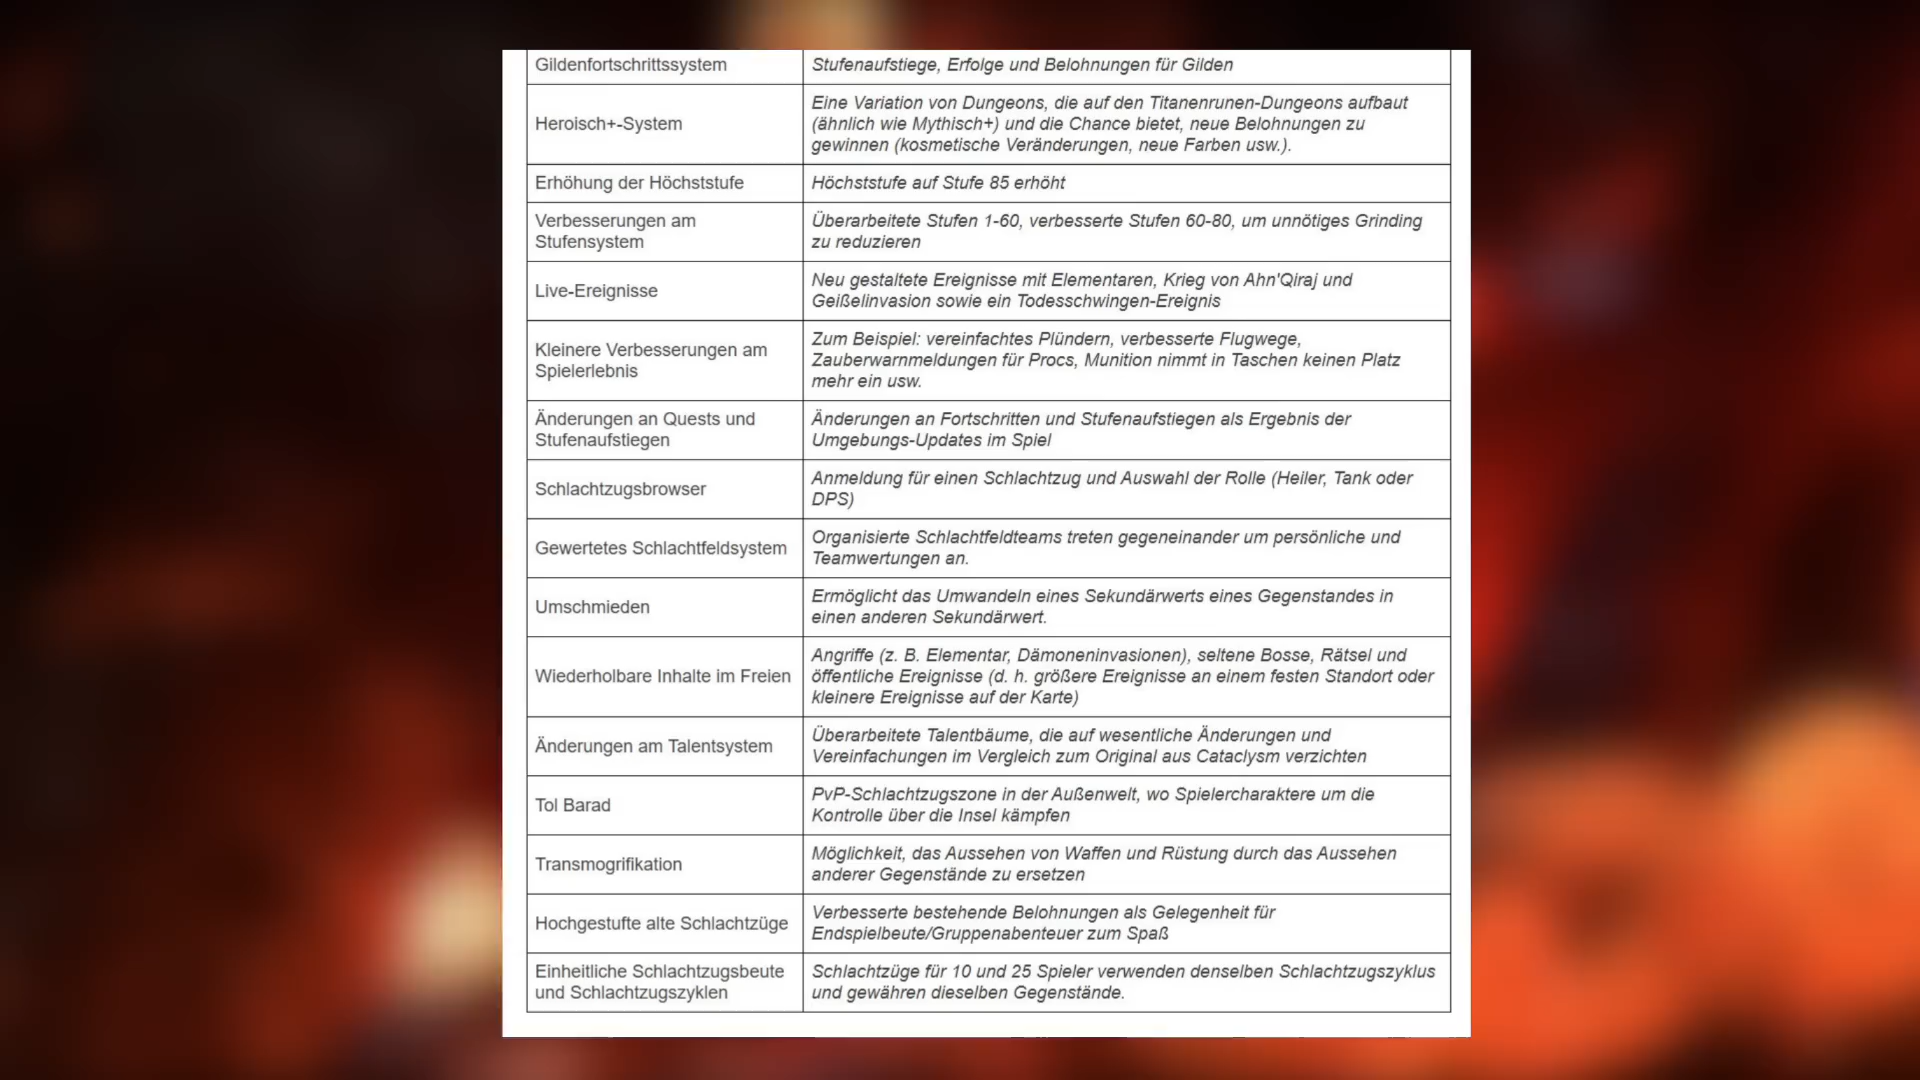 Gildenfortschrittssystem
Stufenaufstiege, Erfolge und Belohnungen für Gilden
Heroisch+-System
Eine Variation von Dungeons, die auf den Titanenrunen-Dungeons aufbaut
(ähnlich wie Mythisch+) und die Chance bietet, neue Belohnungen zu
gewinnen (kosmetische Veränderungen, neue Farben usw.).
Erhöhung der Höchststufe
Höchststufe auf Stufe 85 erhöht
Verbesserungen am
Stufensystem
Überarbeitete Stufen 1-60, verbesserte Stufen 60-80, um unnötiges Grinding
zu reduzieren
Live-Ereignisse
Neu gestaltete Ereignisse mit Elementaren, Krieg von Ahn'Qiraj und
Geißelinvasion sowie ein Todesschwingen-Ereignis
Kleinere Verbesserungen am
Spielerlebnis
Zum Beispiel: vereinfachtes Plündern, verbesserte Flugwege,
Zauberwarnmeldungen für Procs, Munition nimmt in Taschen keinen Platz
mehr ein usw.
Änderungen an Quests und
Stufenaufstiegen
Änderungen an Fortschritten und Stufenaufstiegen als Ergebnis der
Umgebungs-Updates im Spiel
Schlachtzugsbrowser
Anmeldung für einen Schlachtzug und Auswahl der Rolle (Heiler, Tank oder
DPS)
Gewertetes Schlachtfeldsystem
Organisierte Schlachtfeldteams treten gegeneinander um persönliche und
Teamwertungen an.
Umschmieden
Ermöglicht das Umwandeln eines Sekundärwerts eines Gegenstandes in
einen anderen Sekundärwert.
Wiederholbare Inhalte im Freien
Angriffe (z. B. Elementar, Dämoneninvasionen), seltene Bosse, Rätsel und
öffentliche Ereignisse (d. h. größere Ereignisse an einem festen Standort oder
kleinere Ereignisse auf der Karte)
Änderungen am Talentsystem
Überarbeitete Talentbäume, die auf wesentliche Änderungen und
Vereinfachungen im Vergleich zum Original aus Cataclysm verzichten
Tol Barad
PvP-Schlachtzugszone in der Außenwelt, wo Spielercharaktere um die
Kontrolle über die Insel kämpfen
Transmogrifikation
Möglichkeit, das Aussehen von Waffen und Rüstung durch das Aussehen
anderer Gegenstände zu ersetzen
Hochgestufte alte Schlachtzüge
Verbesserte bestehende Belohnungen als Gelegenheit für
Endspielbeute/Gruppenabenteuer zum Spaß
Einheitliche Schlachtzugsbeute
und Schlachtzugszyklen
Schlachtzüge für 10 und 25 Spieler verwenden denselben Schlachtzugszyklus
und gewähren dieselben Gegenstände.